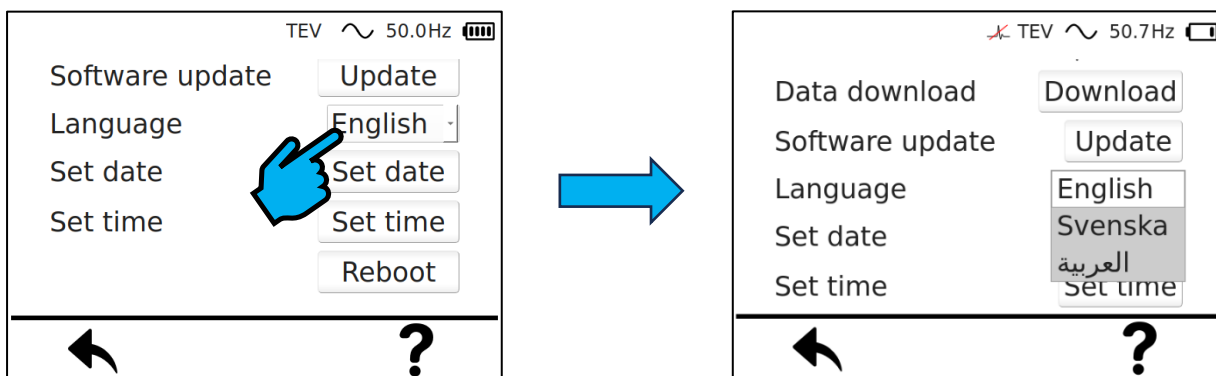 TEV 50.0Hz
Software update Update
Language English
Set date Set date
Set time Set time
Reboot
?
TEV 50.7Hz
Data download Download
Software update Update
Language English
Svenska
Set date
العربية
Set time Set time
?